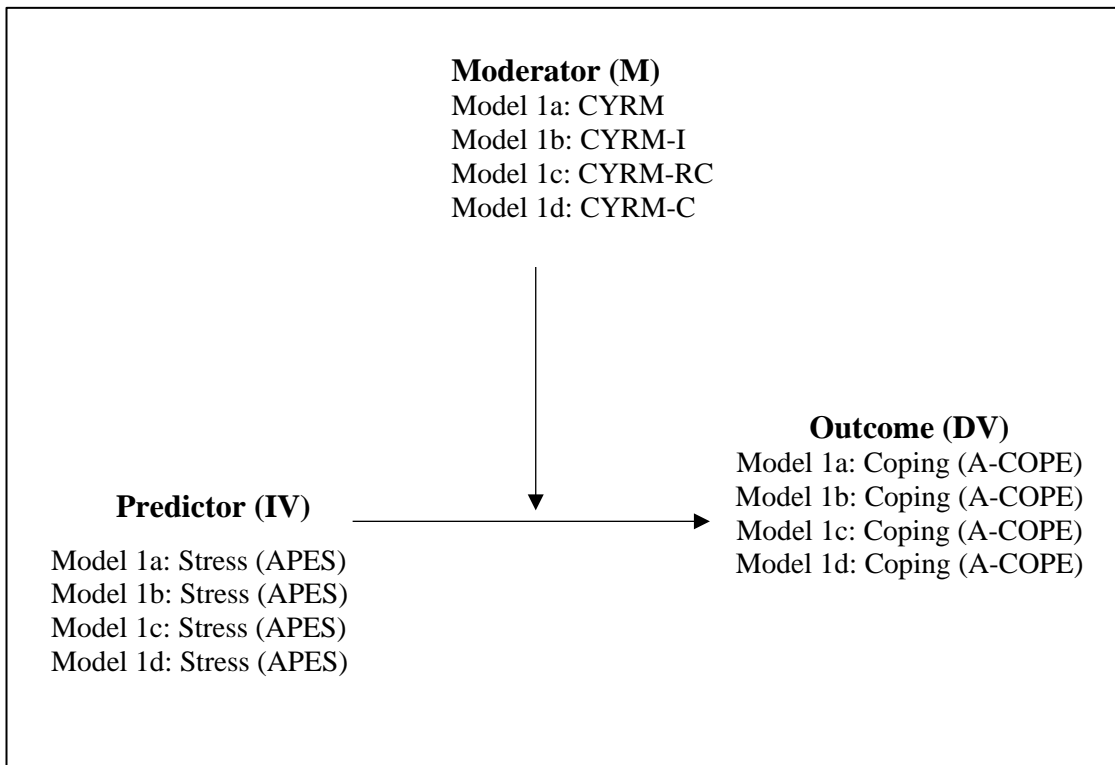 Moderator (M)
Model 1a: CYRM
Model 1b: CYRM-I
Model 1c: CYRM-RC
Model 1d: CYRM-C
Predictor (IV)
Model 1a: Stress (APES)
Model 1b: Stress (APES)
Model 1c: Stress (APES)
Model 1d: Stress (APES)
Outcome (DV)
Model 1a: Coping (A-COPE)
Model 1b: Coping (A-COPE)
Model 1c: Coping (A-COPE)
Model 1d: Coping (A-COPE)